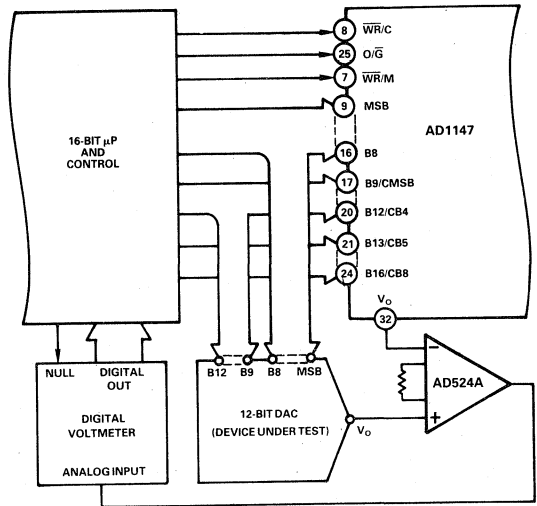 8 W̅R̅/C
25 O/G̅
7 W̅R̅/M
9 MSB
16-BIT μP
AND
CONTROL
AD1147
16 B8
17 B9/CMSB
20 B12/CB4
21 B13/CB5
24 B16/CB8
VO
32
NULL DIGITAL
OUT
DIGITAL
VOLTMETER
ANALOG INPUT
B12 B9 B8 MSB
12-BIT DAC
(DEVICE UNDER TEST)
VO
−
AD524A
+